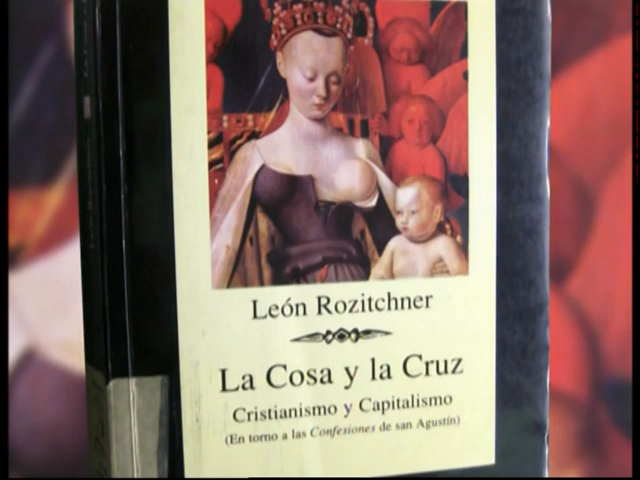 León Rozitchner
La Cosa y la Cruz
Cristianismo y Capitalismo
(En torno a las Confesiones de san Agustín)